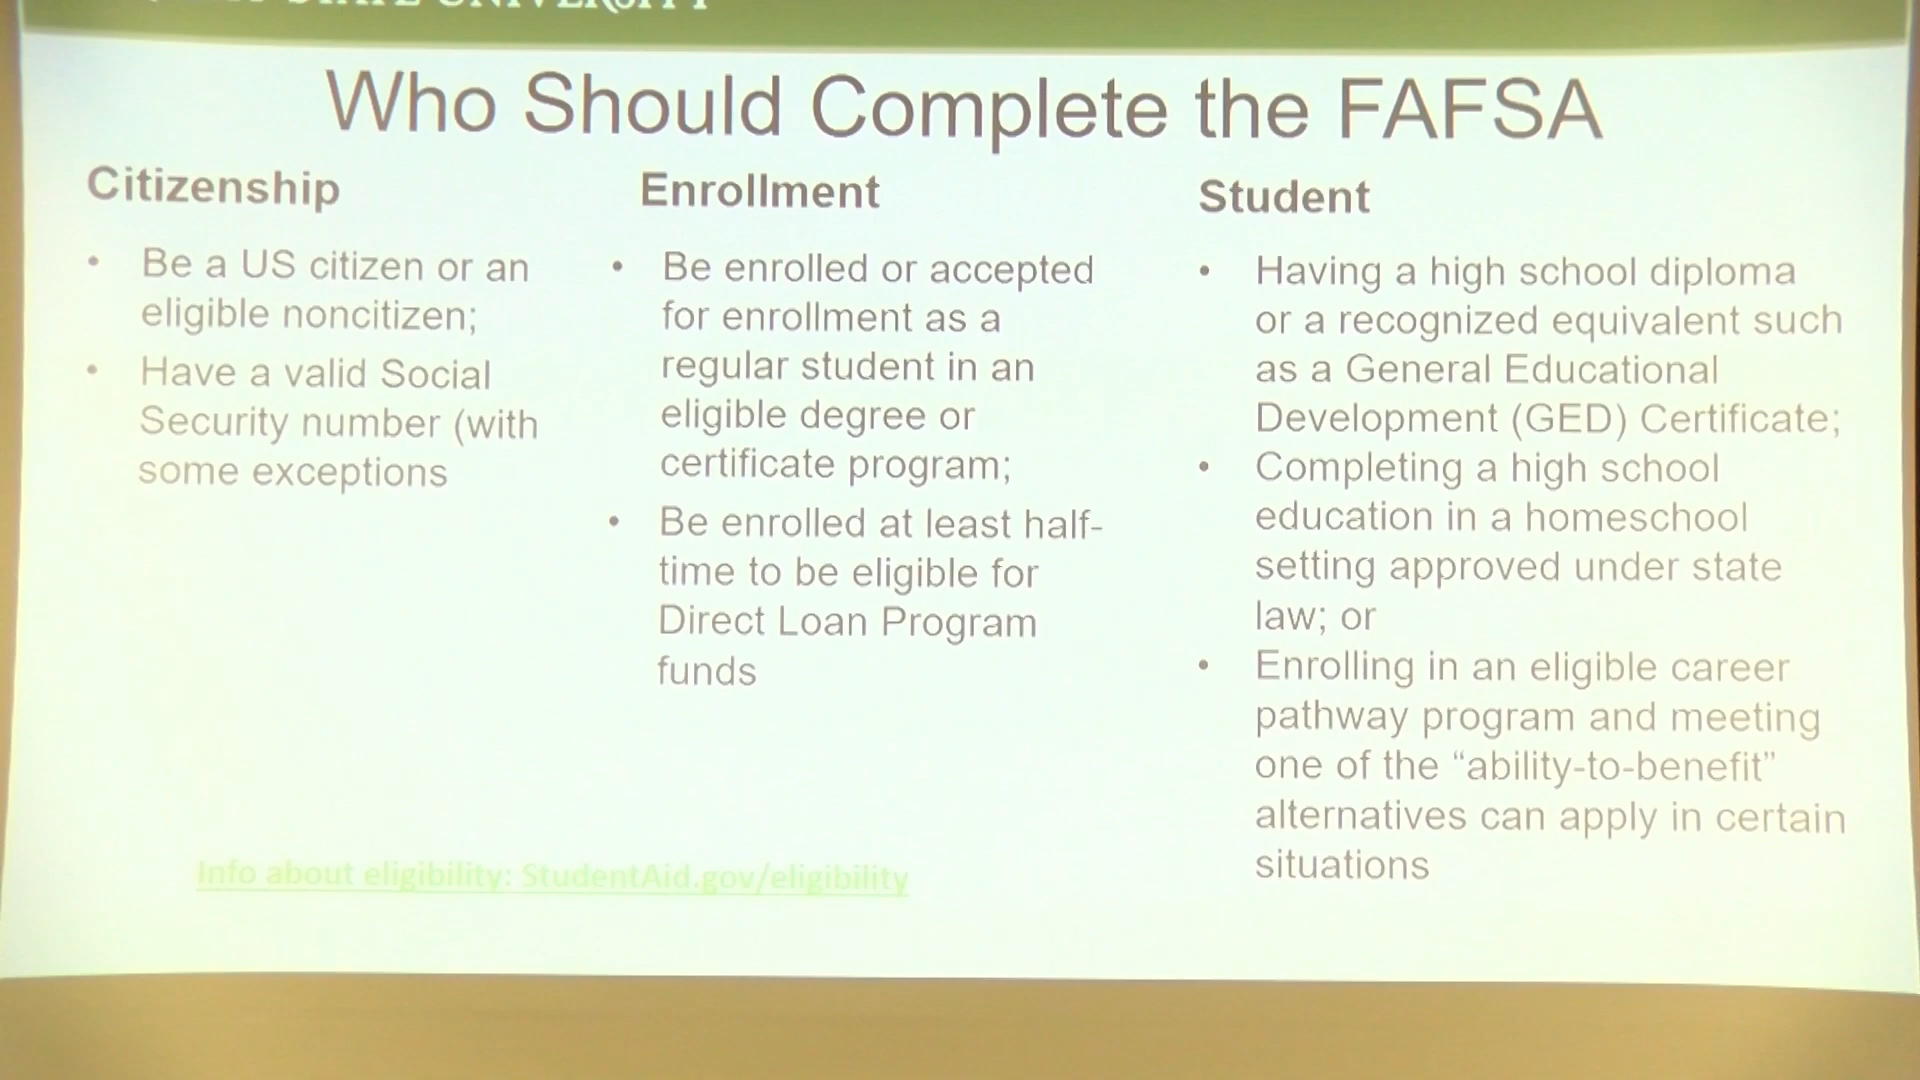 STATE UNIVERSITY
Who Should Complete the FAFSA
Citizenship
• Be a US citizen or an
eligible noncitizen;
• Have a valid Social
Security number (with
some exceptions
Enrollment
• Be enrolled or accepted
for enrollment as a
regular student in an
eligible degree or
certificate program;
• Be enrolled at least half-
time to be eligible for
Direct Loan Program
funds
Student
• Having a high school diploma
or a recognized equivalent such
as a General Educational
Development (GED) Certificate;
• Completing a high school
education in a homeschool
setting approved under state
law; or
• Enrolling in an eligible career
pathway program and meeting
one of the “ability-to-benefit”
alternatives can apply in certain
situations
Info about eligibility: StudentAid.gov/eligibility